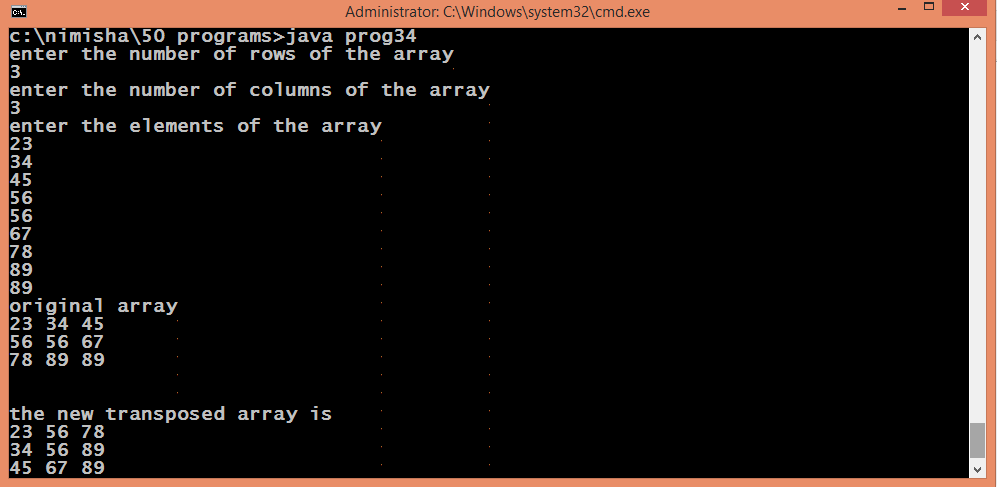 Administrator: C:\Windows\system32\cmd.exe
c:\nimisha\50 programs>java prog34
enter the number of rows of the array
3
enter the number of columns of the array
3
enter the elements of the array
23
34
45
56
56
67
78
89
89
original array
23 34 45
56 56 67
78 89 89
the new transposed array is
23 56 78
34 56 89
45 67 89